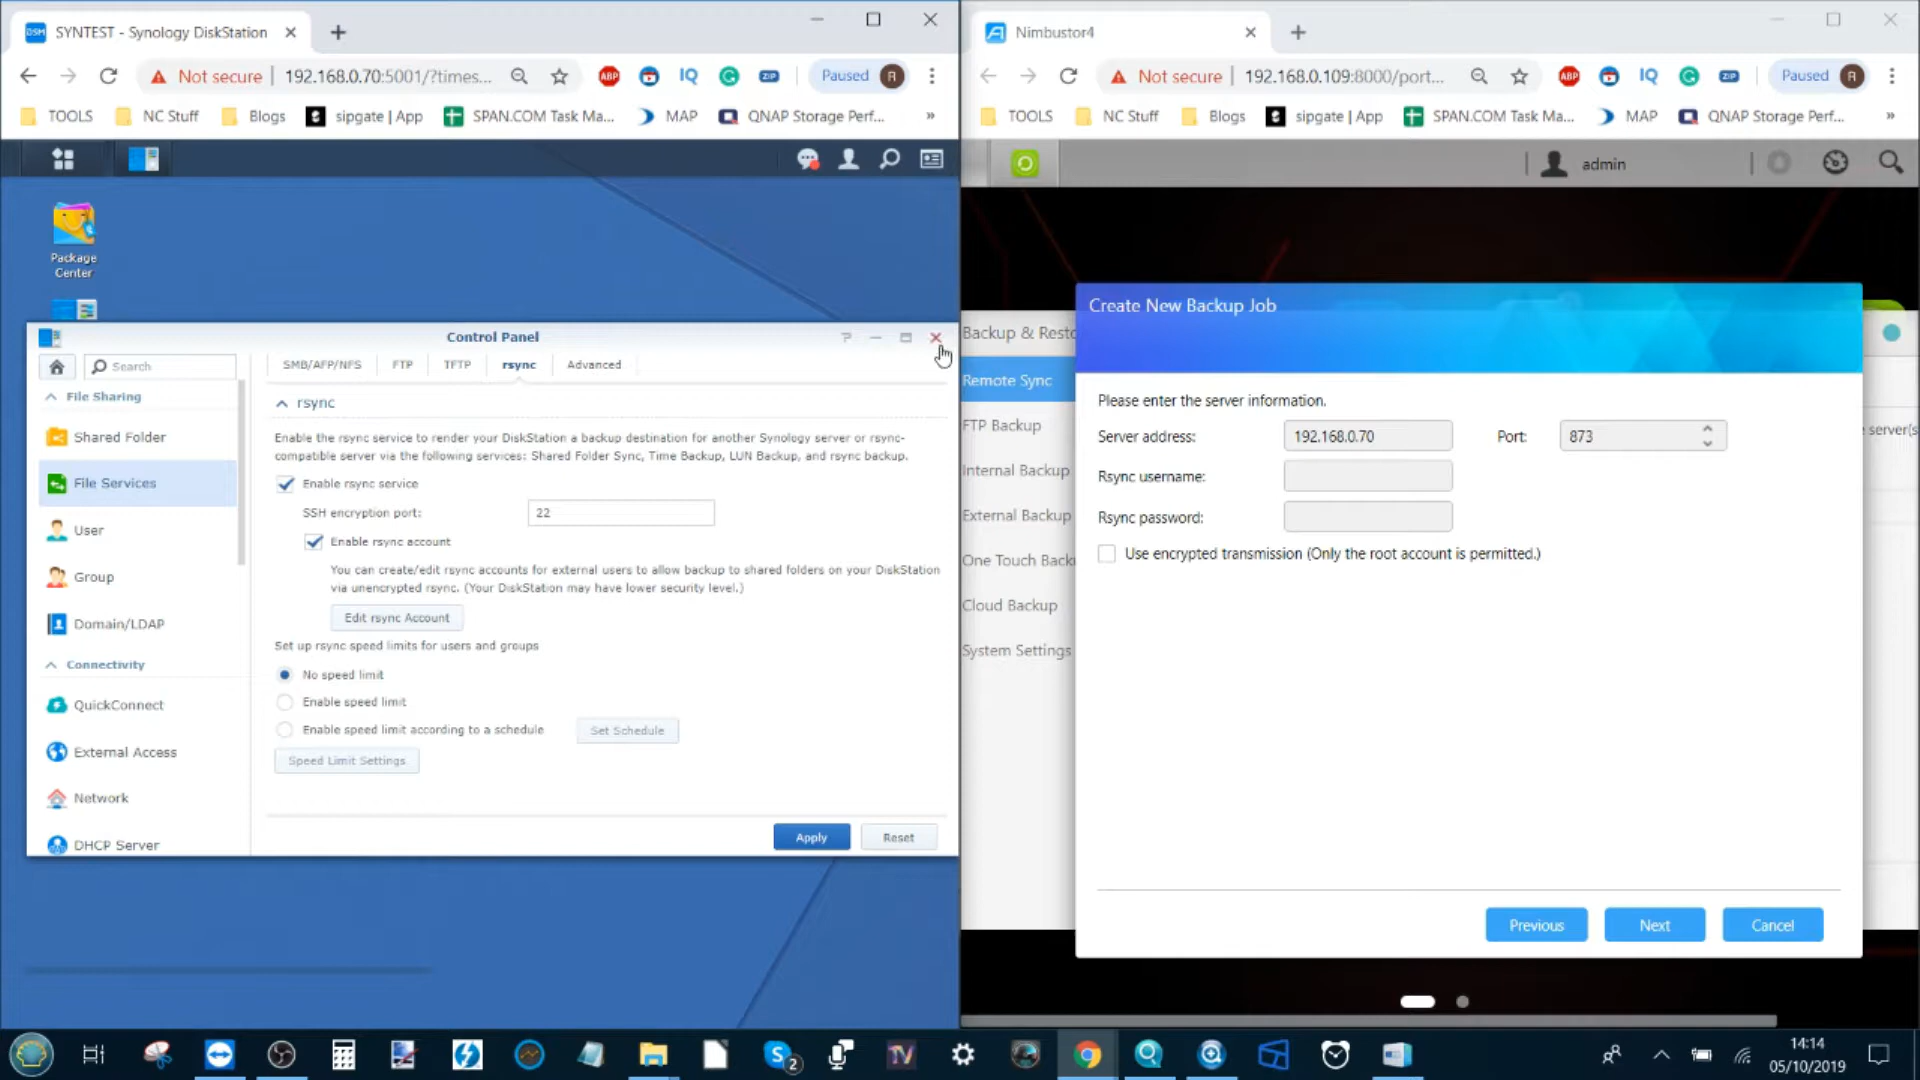 SYNTEST - Synology DiskStation
Not secure
192.168.0.70:5001/?times...
ABP
IQ
ZIP
Paused
R
TOOLS
NC Stuff
Blogs
sipgate | App
SPAN.COM Task Ma...
MAP
QNAP Storage Perf...
»
Package
Center
Control Panel
Search
File Sharing
Shared Folder
File Services
User
Group
Domain/LDAP
Connectivity
QuickConnect
External Access
Network
DHCP Server
SMB/AFP/NFS
FTP
TFTP
rsync
Advanced
rsync
Enable the rsync service to render your DiskStation a backup destination for another Synology server or rsync-
compatible server via the following services: Shared Folder Sync, Time Backup, LUN Backup, and rsync backup.
Enable rsync service
SSH encryption port:
22
Enable rsync account
You can create/edit rsync accounts for external users to allow backup to shared folders on your DiskStation
via unencrypted rsync. (Your DiskStation may have lower security level.)
Edit rsync Account
Set up rsync speed limits for users and groups
No speed limit
Enable speed limit
Enable speed limit according to a schedule
Set Schedule
Speed Limit Settings
Apply
Reset
Nimbustor4
Not secure
192.168.0.109:8000/port...
ABP
IQ
ZIP
Paused
R
TOOLS
NC Stuff
Blogs
sipgate | App
SPAN.COM Task Ma...
MAP
QNAP Storage Perf...
»
admin
Backup & Resto
Remote Sync
FTP Backup
Internal Backup
External Backup
One Touch Backu
Cloud Backup
System Settings
e server(s
Create New Backup Job
Please enter the server information.
Server address:
192.168.0.70
Port:
873
Rsync username:
Rsync password:
Use encrypted transmission (Only the root account is permitted.)
Previous
Next
Cancel
2
TV
14:14
05/10/2019